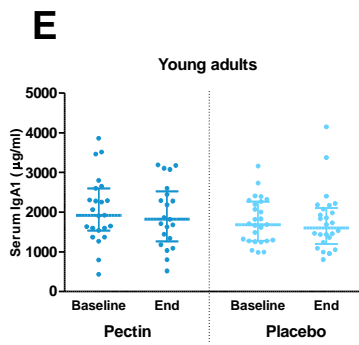 E
Young adults
Serum IgA1 (µg/ml)
5000
4000
3000
2000
1000
0
Baseline End Baseline End
Pectin Placebo